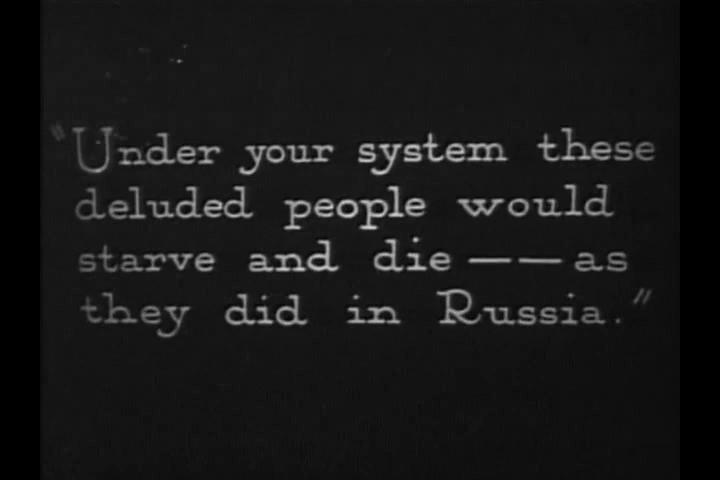 "Under your system these
deluded people would
starve and die —— as
they did in Russia."